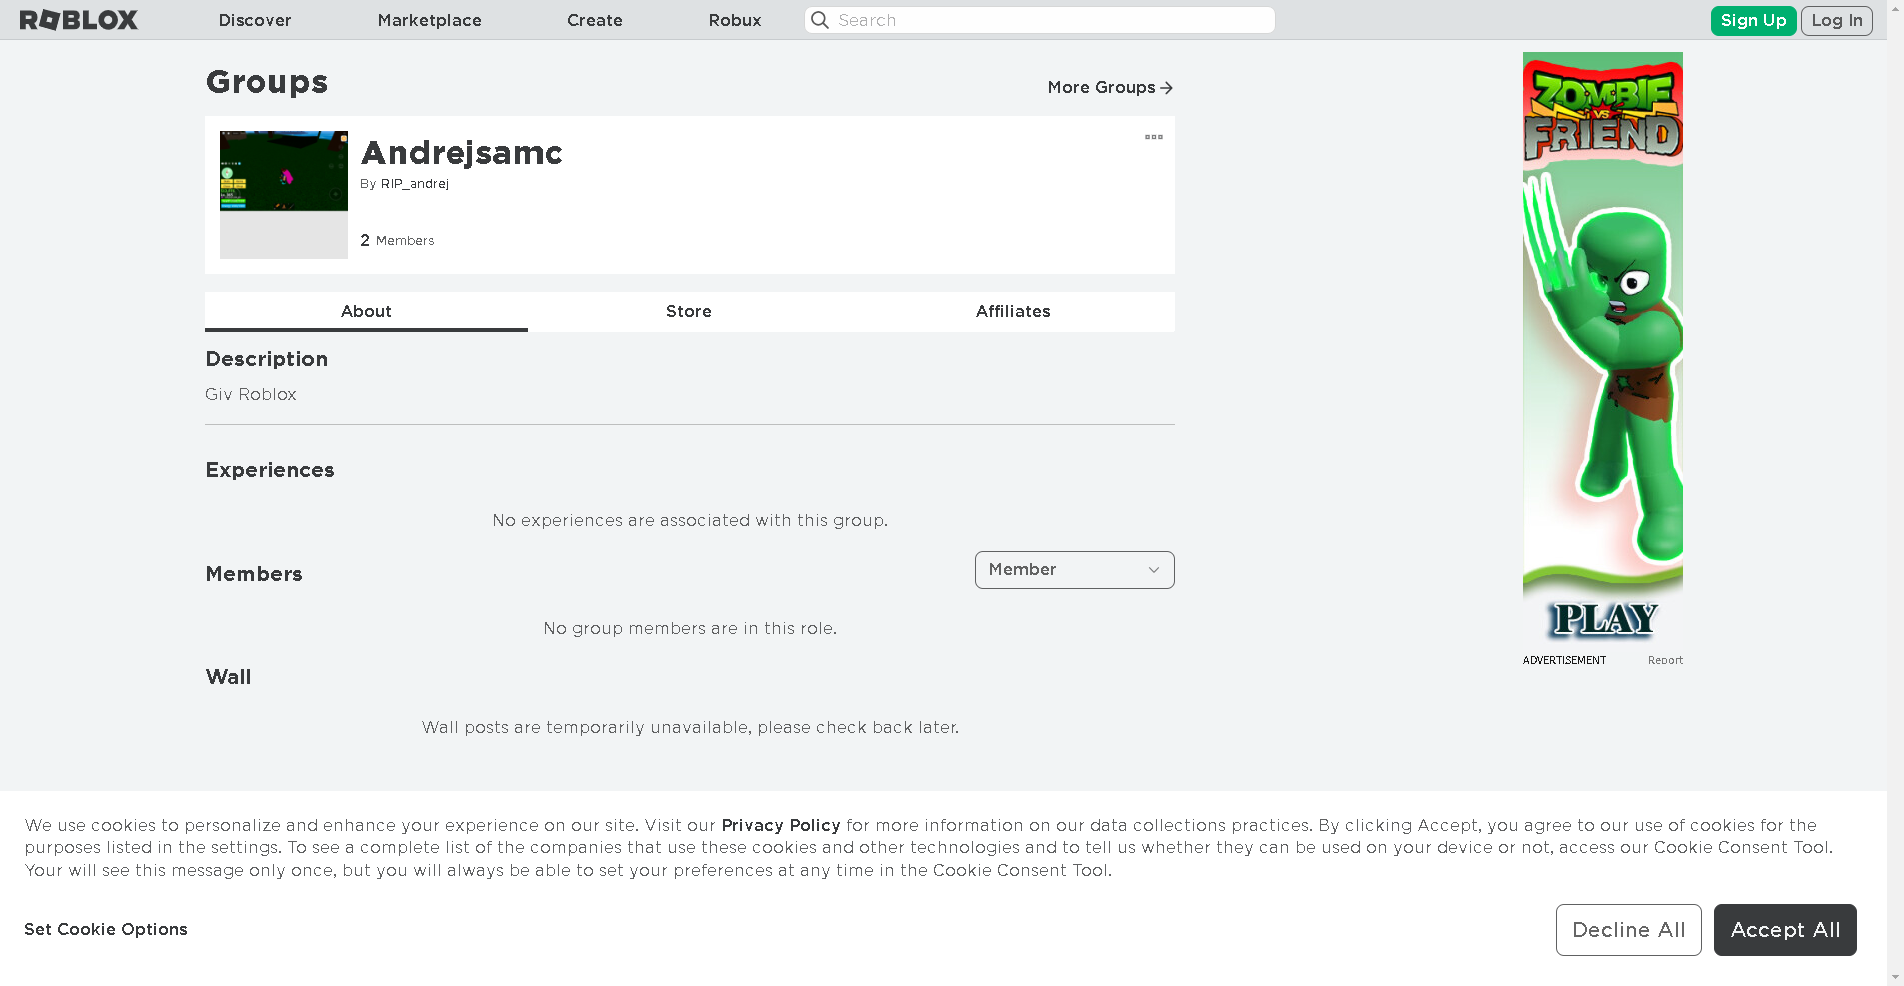 ROBLOX Discover Marketplace Create Robux Search Sign Up Log In
Groups
More Groups
Andrejsamc
By RIP_andrej
2 Members
About Store Affiliates
Description
Giv Roblox
Experiences
No experiences are associated with this group.
Members
Member
No group members are in this role.
Wall
Wall posts are temporarily unavailable, please check back later.
ZOMBIE
VS
FRIEND
PLAY
ADVERTISEMENT Report
We use cookies to personalize and enhance your experience on our site. Visit our Privacy Policy for more information on our data collections practices. By clicking Accept, you agree to our use of cookies for the
purposes listed in the settings. To see a complete list of the companies that use these cookies and other technologies and to tell us whether they can be used on your device or not, access our Cookie Consent Tool.
Your will see this message only once, but you will always be able to set your preferences at any time in the Cookie Consent Tool.
Set Cookie Options
Decline All
Accept All